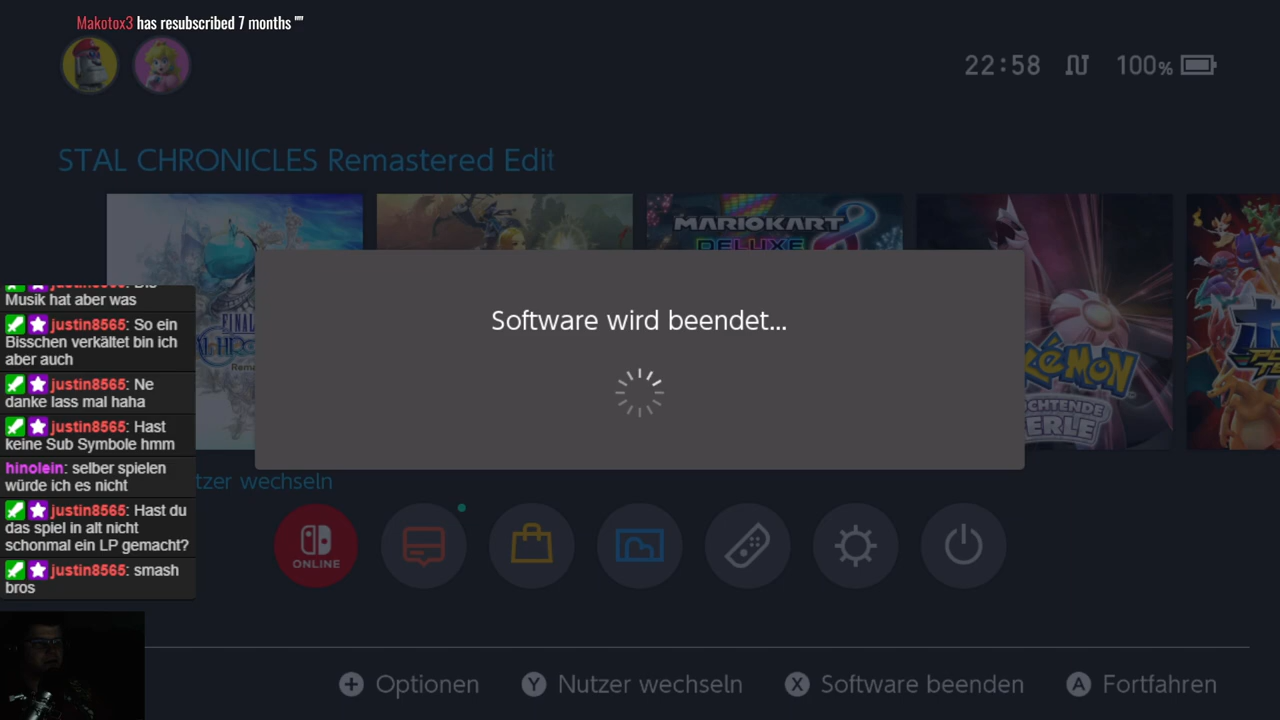 Makotox3 has resubscribed 7 months ""
22:58
100%
STAL CHRONICLES Remastered Edit
MARIOKART
DELUXE 8
FINAL
Software wird beendet...
Musik hat aber was
justin8565: So ein
Bisschen verkältet bin ich
aber auch
justin8565: Ne
danke lass mal haha
justin8565: Hast
keine Sub Symbole hmm
hinolein: selber spielen
würde ich es nicht
justin8565: Hast du
das spiel in alt nicht
schonmal ein LP gemacht?
justin8565: smash
bros
tzer wechseln
ONLINE
+ Optionen
Y Nutzer wechseln
X Software beenden
A Fortfahren